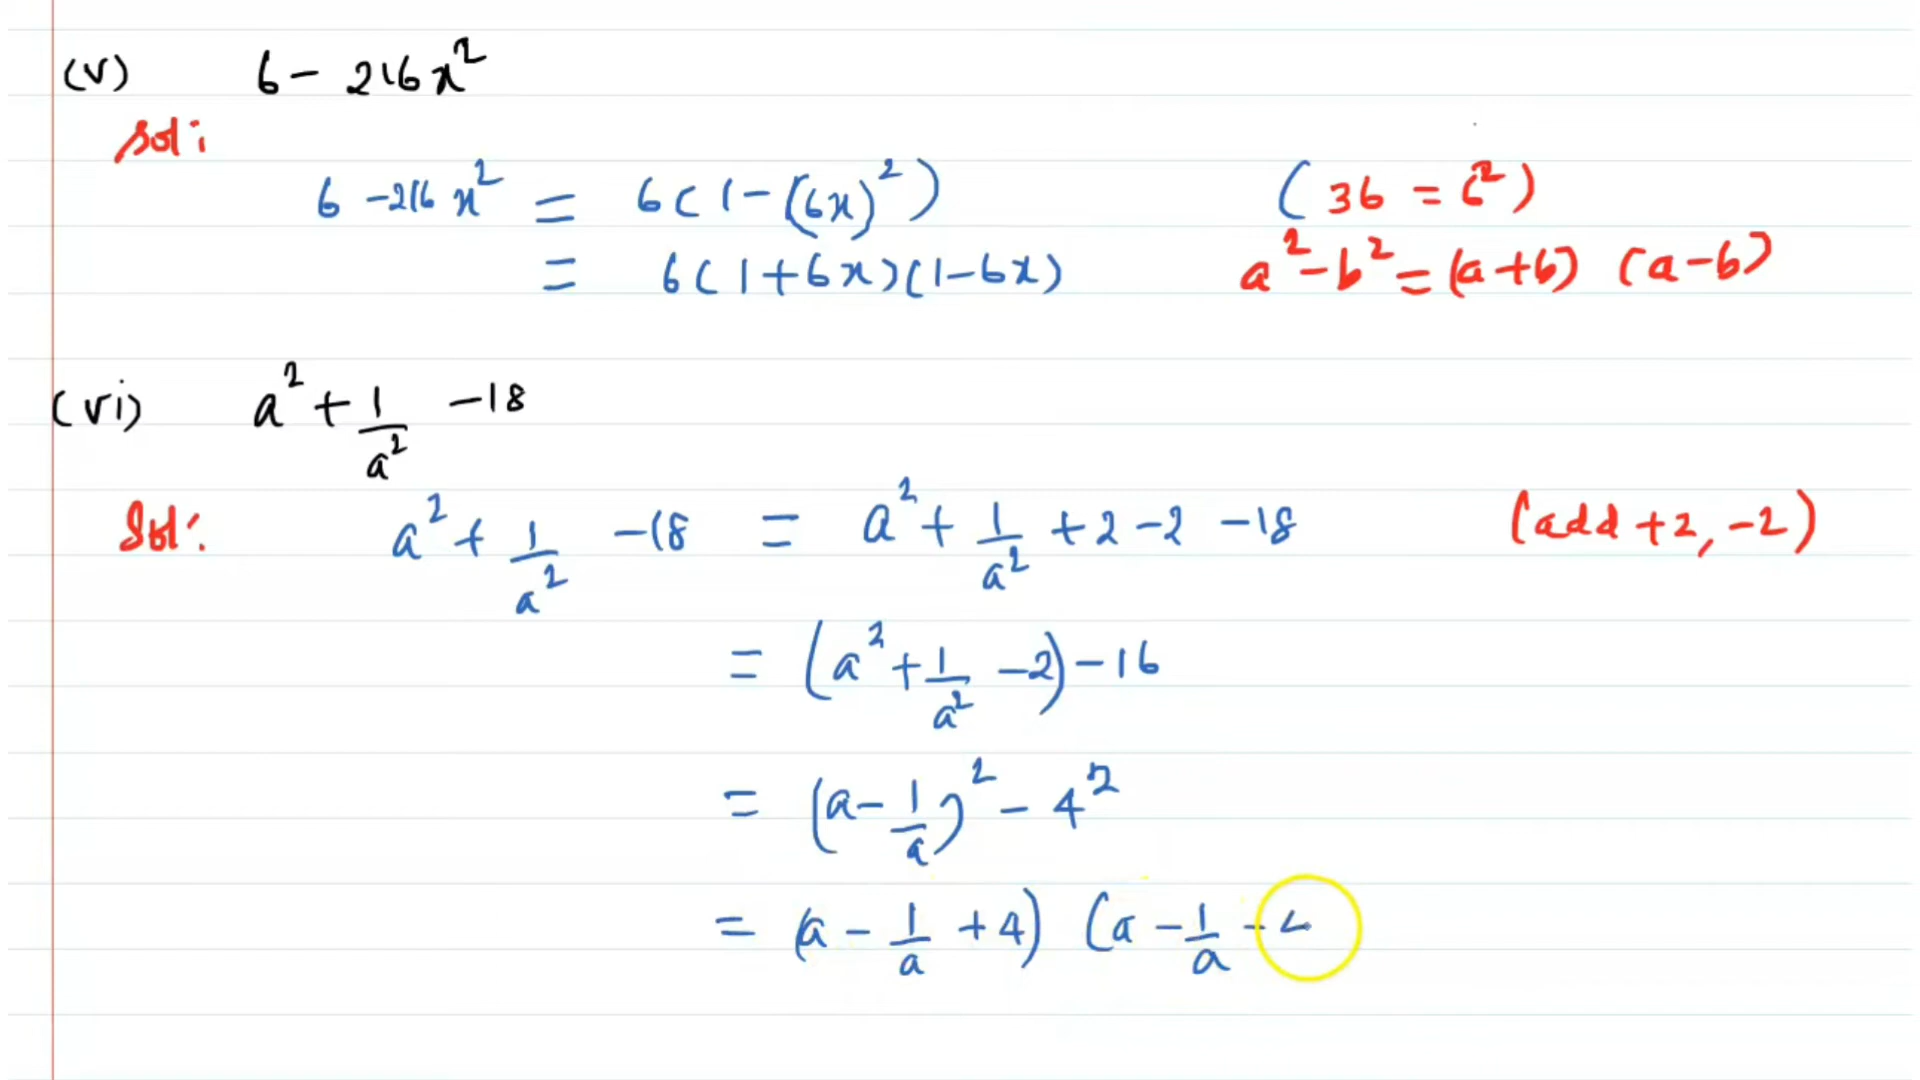 (v) 6 - 216x²
Sol:
6 - 216x² = 6(1 - (6x)²) (36 = 6²)
= 6(1+6x)(1-6x) a² - b² = (a+b) (a-b)
(vi) a² + 1/a² - 18
Sol:
a² + 1/a² - 18 = a² + 1/a² + 2 - 2 - 18 (add +2, -2)
= (a² + 1/a² - 2) - 16
= (a - 1/a)² - 4²
= (a - 1/a + 4) (a - 1/a -